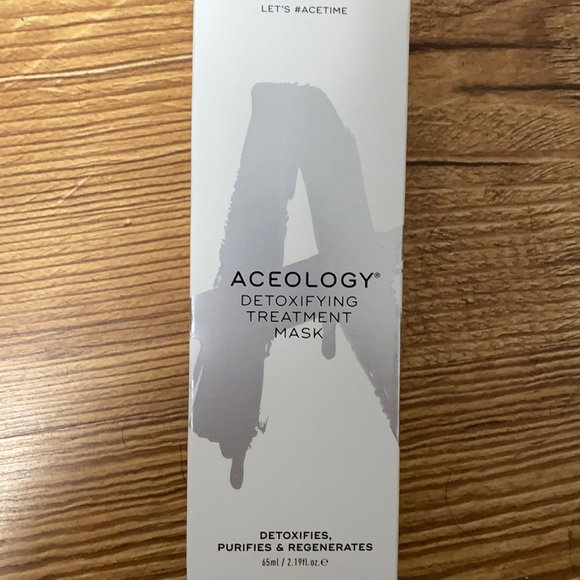 LET'S #ACETIME
ACEOLOGY®
DETOXIFYING
TREATMENT
MASK
DETOXIFIES,
PURIFIES & REGENERATES
65ml / 2.19fl.oz.℮